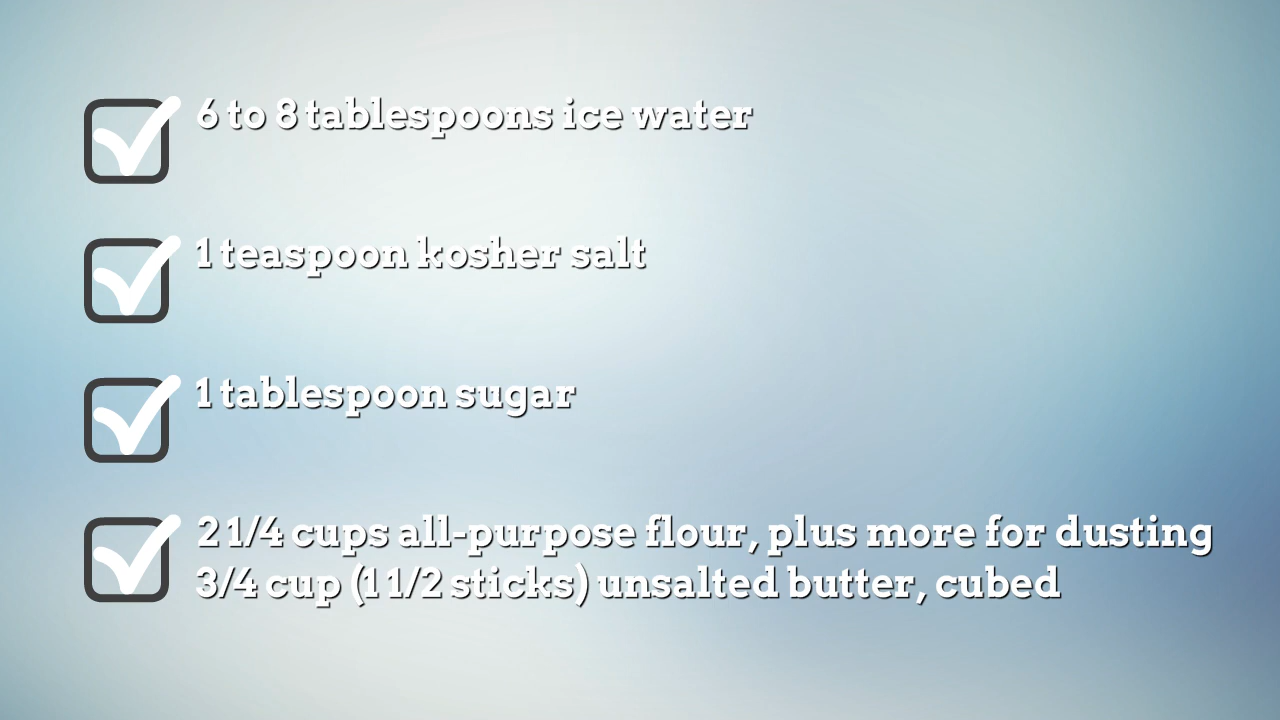 6 to 8 tablespoons ice water
1 teaspoon kosher salt
1 tablespoon sugar
2 1/4 cups all-purpose flour, plus more for dusting
3/4 cup (1 1/2 sticks) unsalted butter, cubed